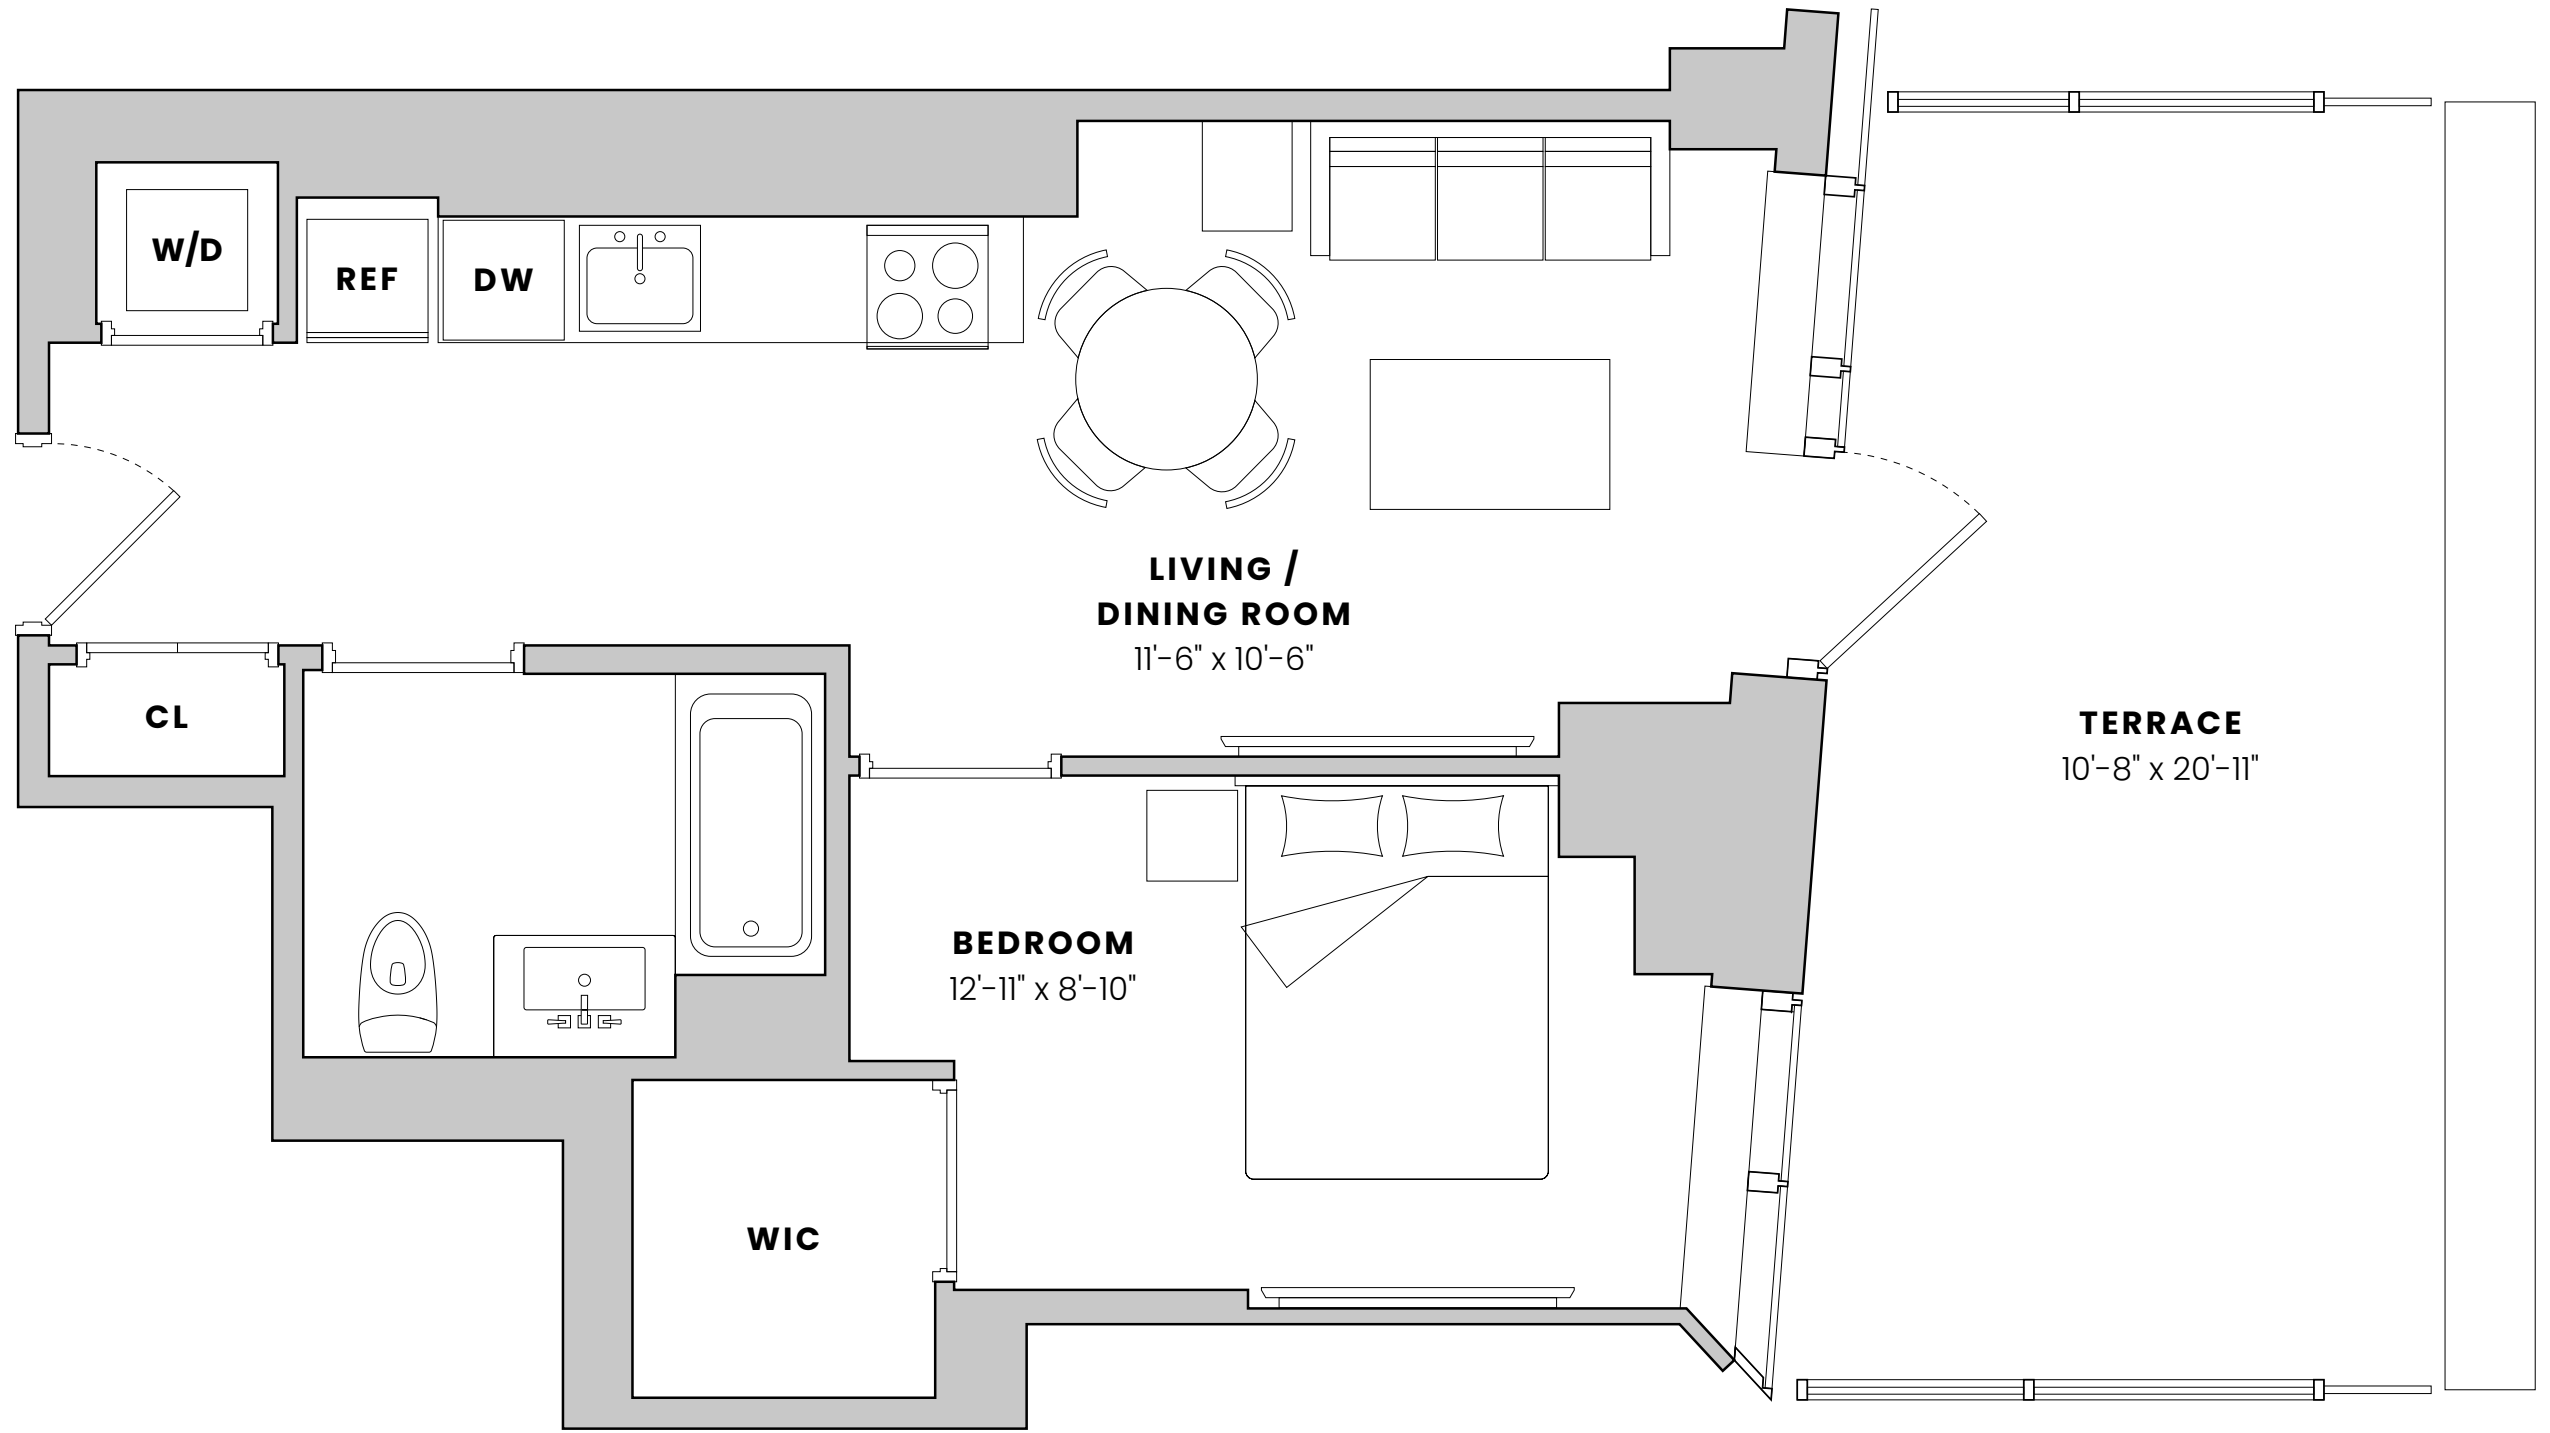 W/D
REF
DW
LIVING /
DINING ROOM
11'-6" x 10'-6"
CL
TERRACE
10'-8" x 20'-11"
BEDROOM
12'-11" x 8'-10"
WIC